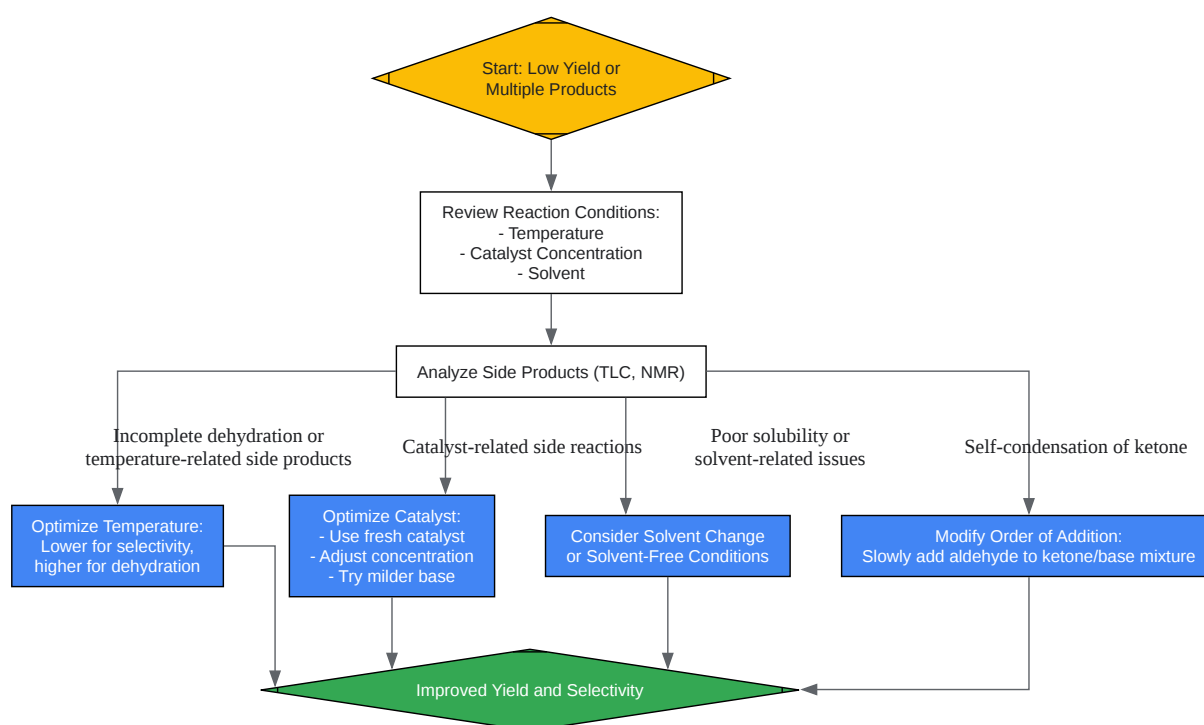 Start: Low Yield or
Multiple Products
Review Reaction Conditions:
- Temperature
- Catalyst Concentration
- Solvent
Analyze Side Products (TLC, NMR)
Incomplete dehydration or
temperature-related side products
Catalyst-related side reactions
Poor solubility or
solvent-related issues
Self-condensation of ketone
Optimize Temperature:
Lower for selectivity,
higher for dehydration
Optimize Catalyst:
- Use fresh catalyst
- Adjust concentration
- Try milder base
Consider Solvent Change
or Solvent-Free Conditions
Modify Order of Addition:
Slowly add aldehyde to ketone/base mixture
Improved Yield and Selectivity